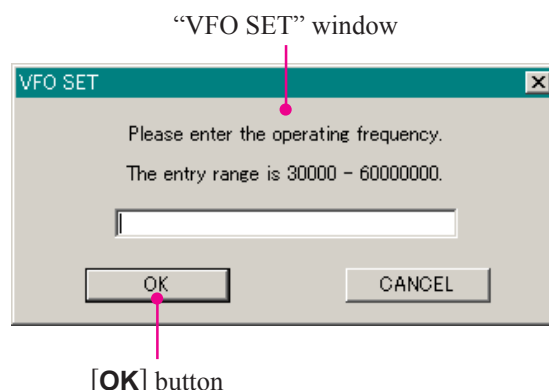 “VFO SET” window
VFO SET
Please enter the operating frequency.
The entry range is 30000 - 60000000.
OK CANCEL
[OK] button